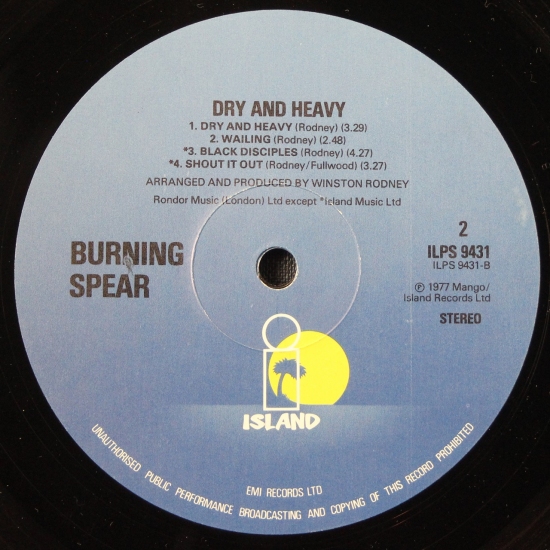 DRY AND HEAVY
1. DRY AND HEAVY (Rodney) (3.29)
2. WAILING (Rodney) (2.48)
*3. BLACK DISCIPLES (Rodney) (4.27)
*4. SHOUT IT OUT (Rodney/Fullwood) (3.27)
ARRANGED AND PRODUCED BY WINSTON RODNEY
Rondor Music (London) Ltd except *Island Music Ltd
BURNING
SPEAR
2
ILPS 9431
ILPS 9431-B
℗ 1977 Mango/
Island Records Ltd
STEREO
ISLAND
EMI RECORDS LTD
UNAUTHORISED PUBLIC PERFORMANCE BROADCASTING AND COPYING OF THIS RECORD PROHIBITED